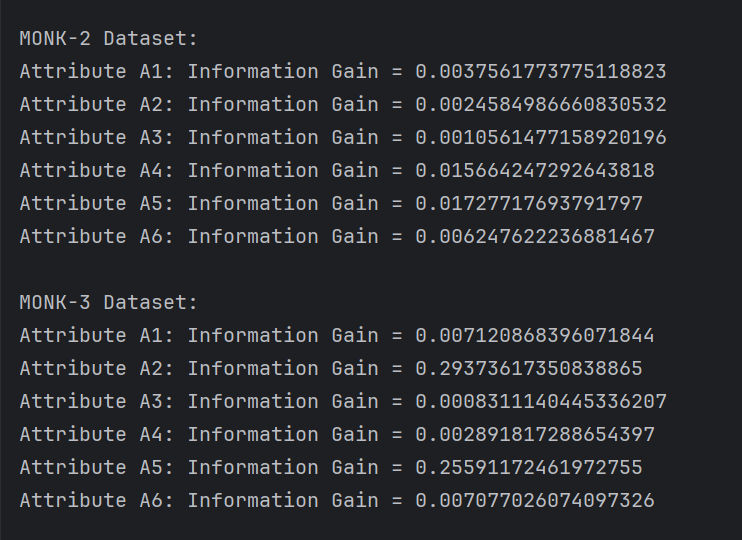 MONK-2 Dataset:
Attribute A1: Information Gain = 0.0037561773775118823
Attribute A2: Information Gain = 0.0024584986660830532
Attribute A3: Information Gain = 0.0010561477158920196
Attribute A4: Information Gain = 0.015664247292643818
Attribute A5: Information Gain = 0.01727717693791797
Attribute A6: Information Gain = 0.006247622236881467
MONK-3 Dataset:
Attribute A1: Information Gain = 0.007120868396071844
Attribute A2: Information Gain = 0.29373617350838865
Attribute A3: Information Gain = 0.0008311140445336207
Attribute A4: Information Gain = 0.002891817288654397
Attribute A5: Information Gain = 0.25591172461972755
Attribute A6: Information Gain = 0.007077026074097326